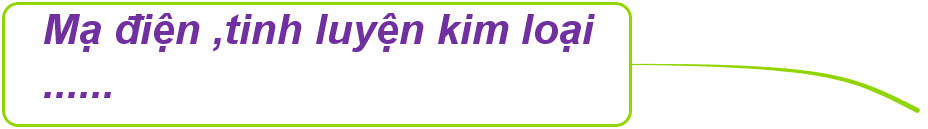 Mạ điện ,tinh luyện kim loại
......